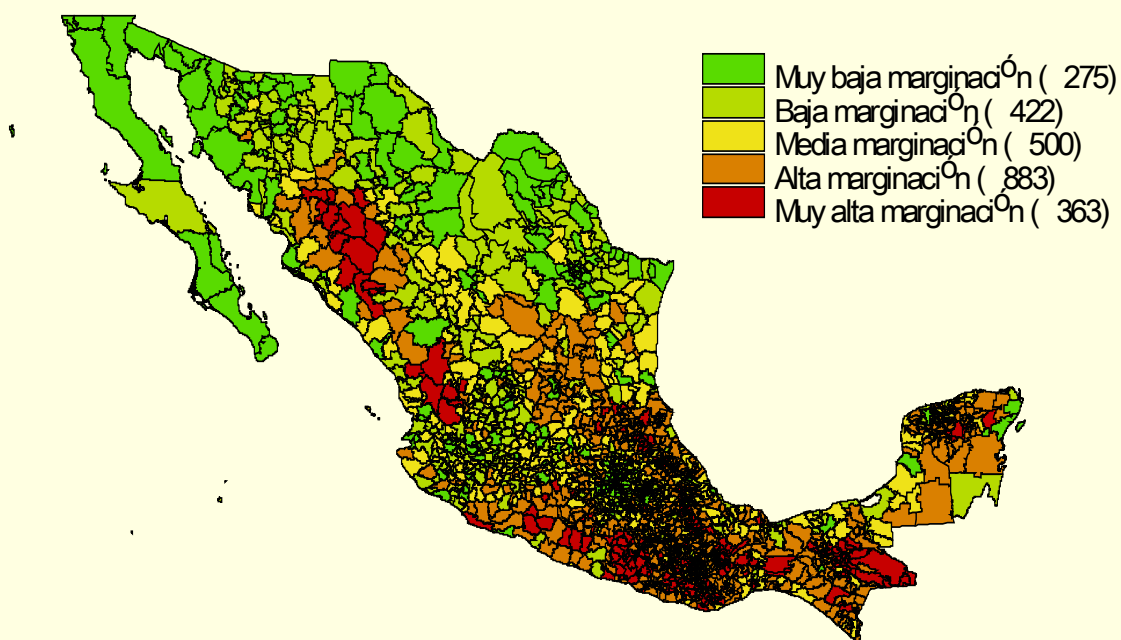 Muy baja marginaciÓn ( 275)
Baja marginaciÓn ( 422)
Media marginaciÓn ( 500)
Alta marginaciÓn ( 883)
Muy alta marginaciÓn ( 363)